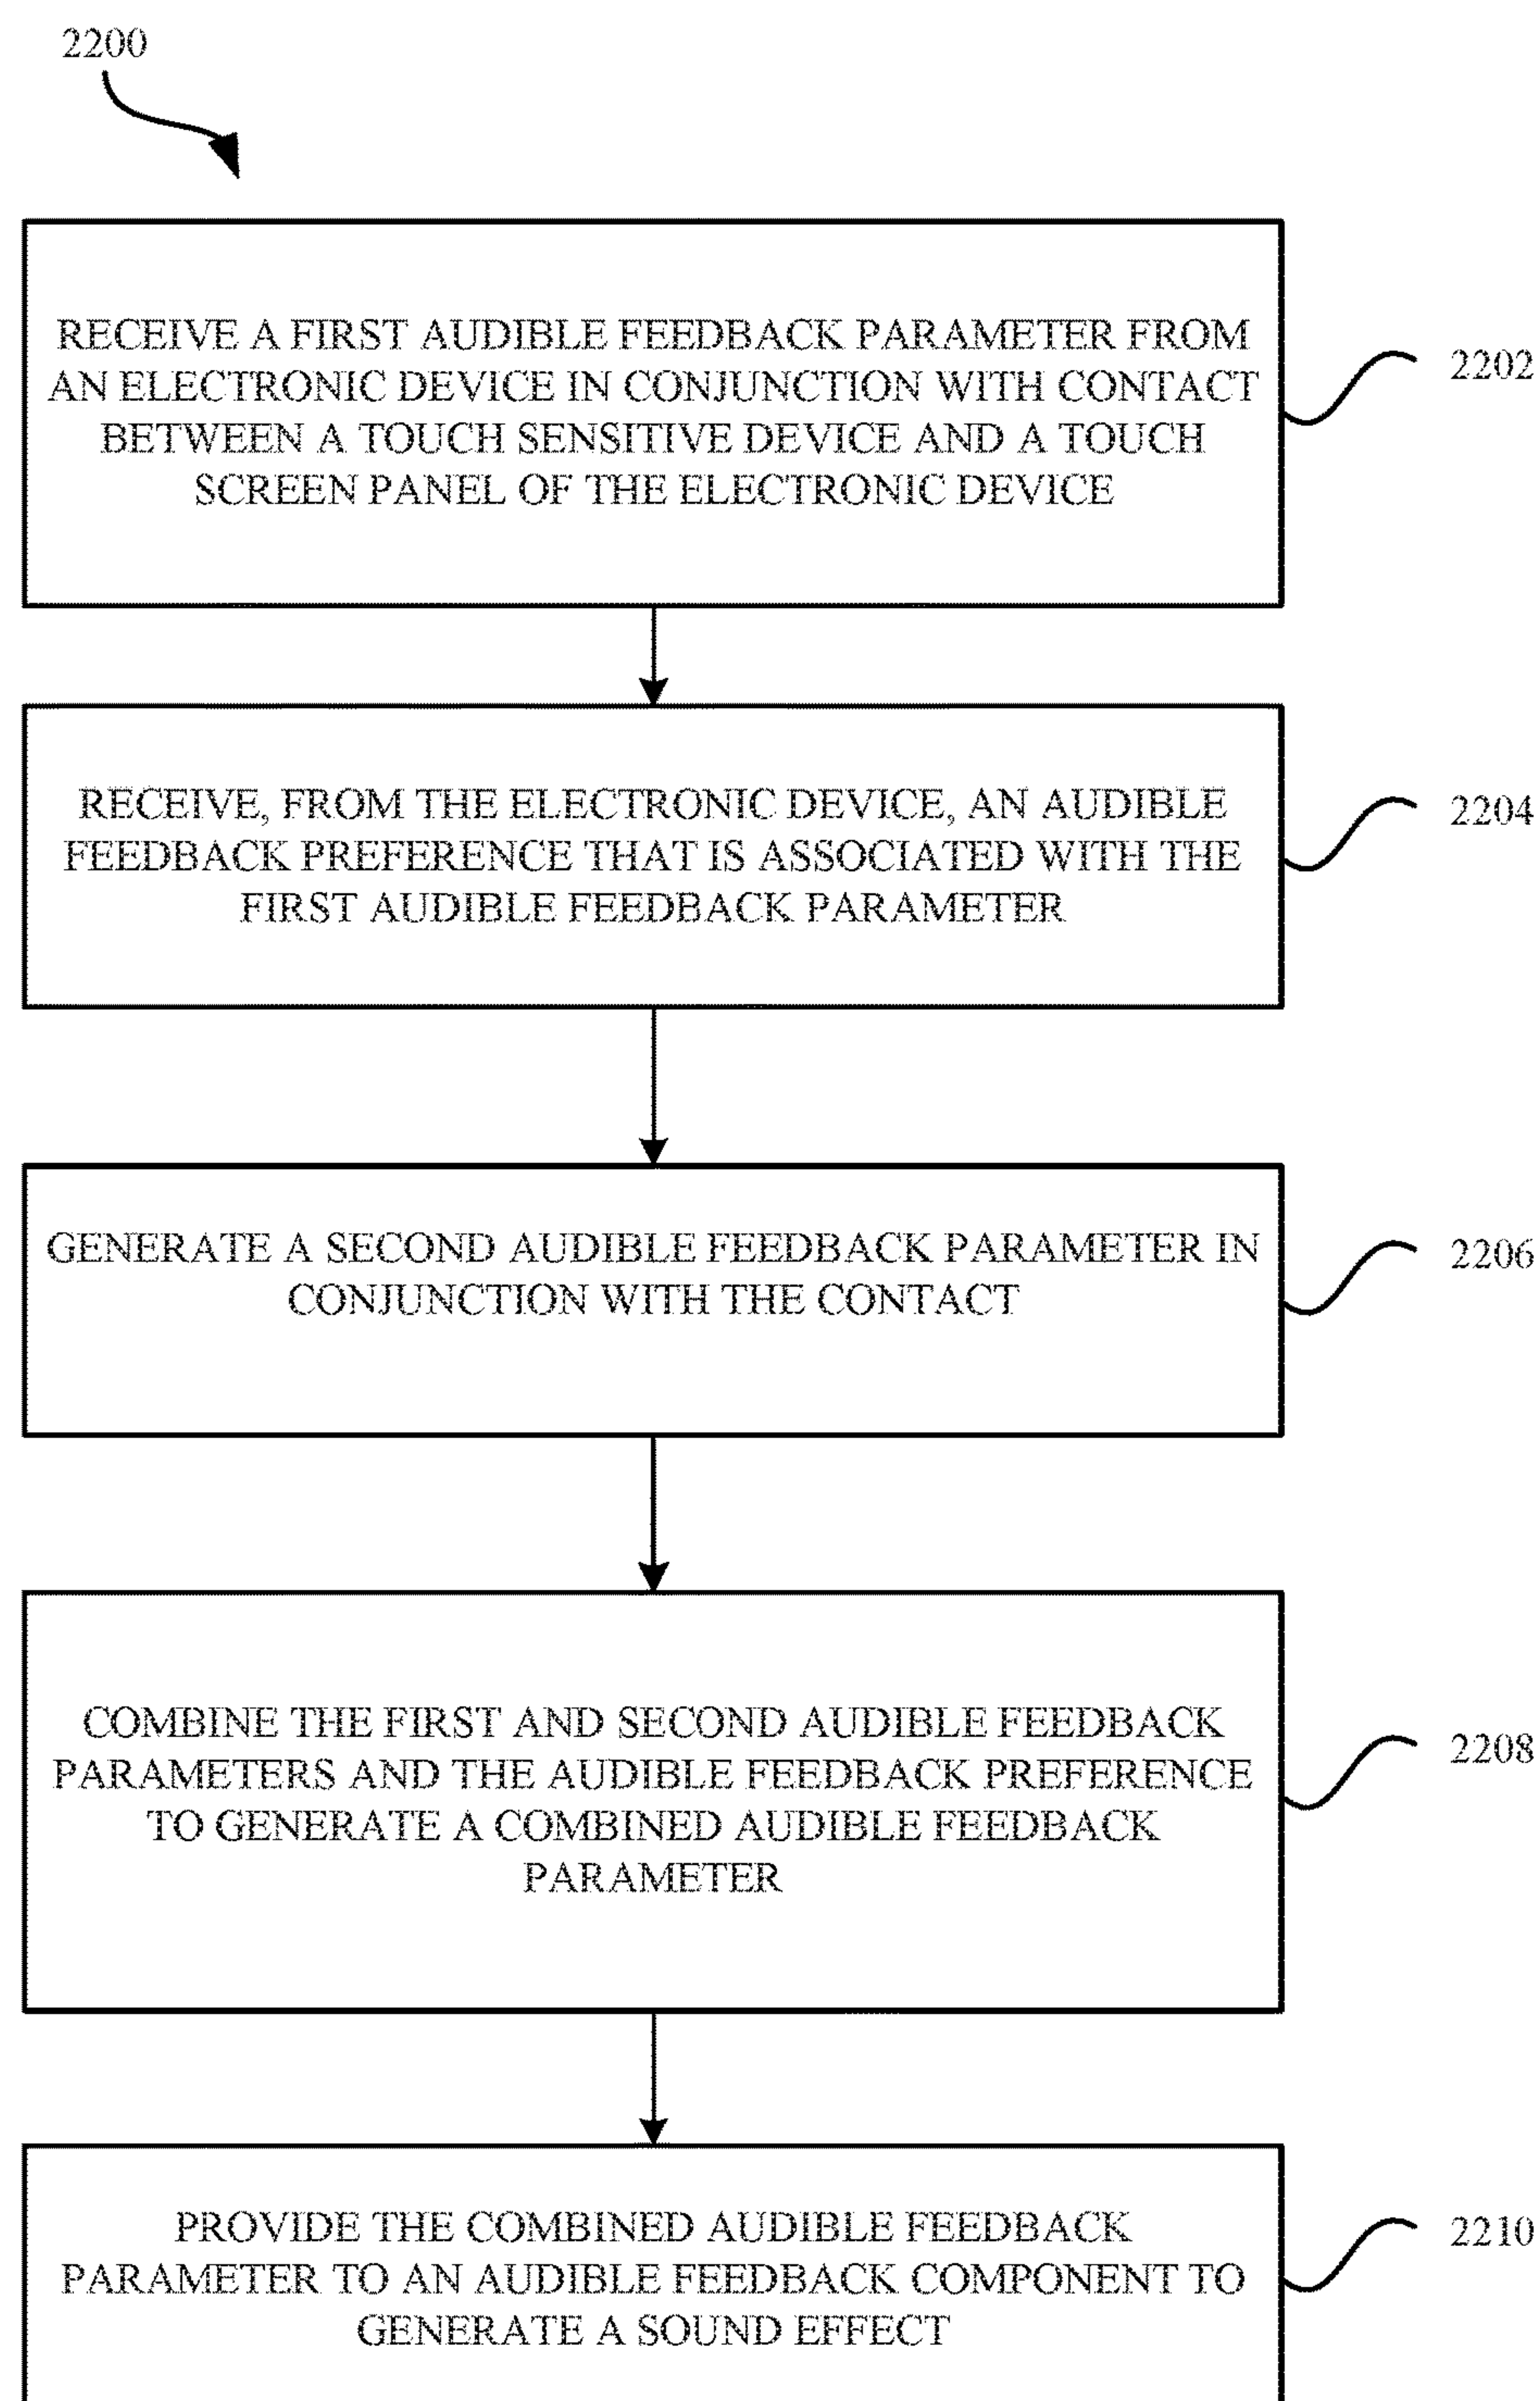 2200
RECEIVE A FIRST AUDIBLE FEEDBACK PARAMETER FROM
AN ELECTRONIC DEVICE IN CONJUNCTION WITH CONTACT
BETWEEN A TOUCH SENSITIVE DEVICE AND A TOUCH
SCREEN PANEL OF THE ELECTRONIC DEVICE
2202
RECEIVE, FROM THE ELECTRONIC DEVICE, AN AUDIBLE
FEEDBACK PREFERENCE THAT IS ASSOCIATED WITH THE
FIRST AUDIBLE FEEDBACK PARAMETER
2204
GENERATE A SECOND AUDIBLE FEEDBACK PARAMETER IN
CONJUNCTION WITH THE CONTACT
2206
COMBINE THE FIRST AND SECOND AUDIBLE FEEDBACK
PARAMETERS AND THE AUDIBLE FEEDBACK PREFERENCE
TO GENERATE A COMBINED AUDIBLE FEEDBACK
PARAMETER
2208
PROVIDE THE COMBINED AUDIBLE FEEDBACK
PARAMETER TO AN AUDIBLE FEEDBACK COMPONENT TO
GENERATE A SOUND EFFECT
2210